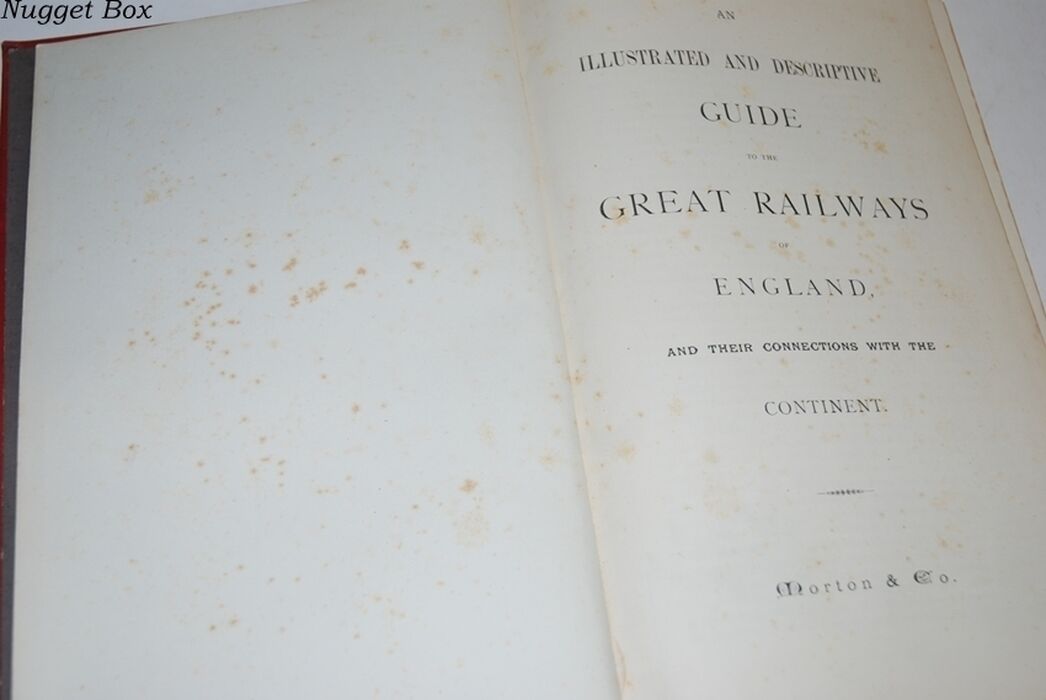 Nugget Box
AN
ILLUSTRATED AND DESCRIPTIVE
GUIDE
TO THE
GREAT RAILWAYS
OF
ENGLAND,
AND THEIR CONNECTIONS WITH THE
CONTINENT.
Morton & Co.